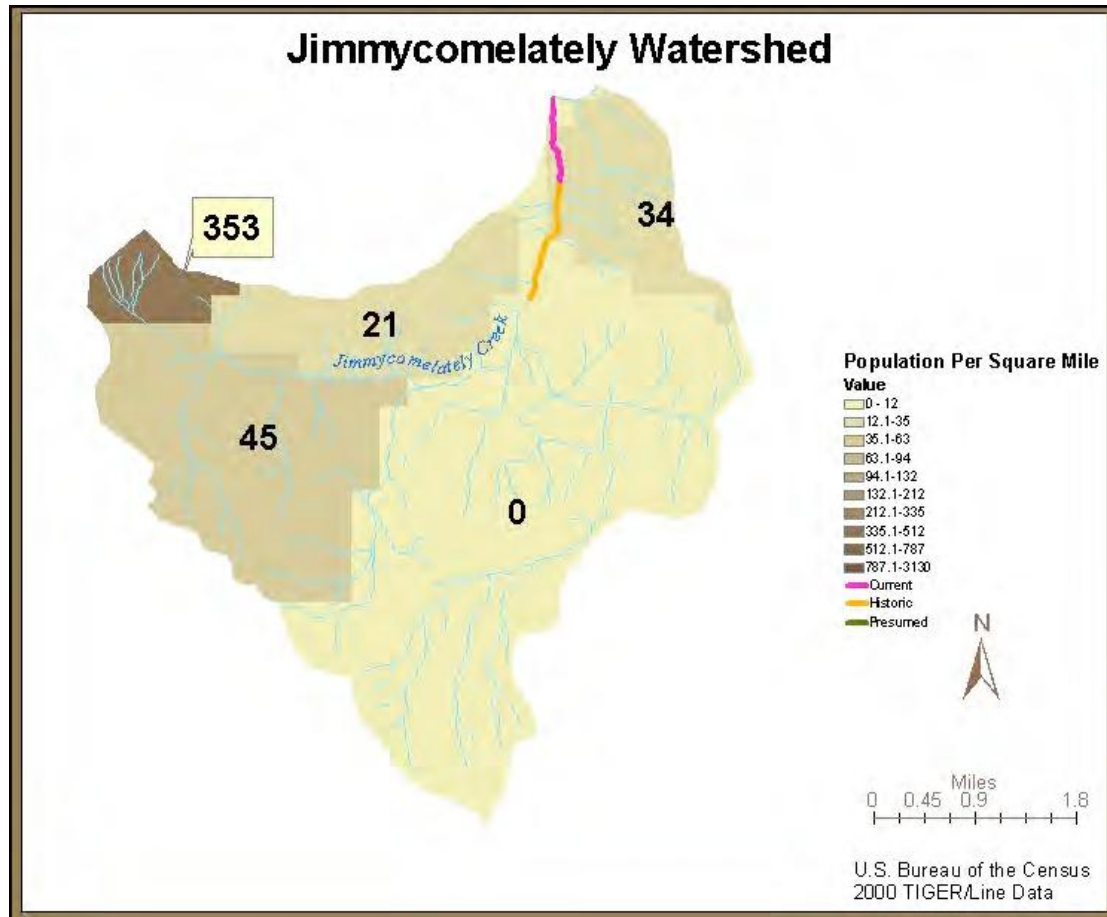 Jimmycomelately Watershed
353
34
21
Jimmycomelately Creek
45
0
Population Per Square Mile
Value
0 - 12
12.1-35
35.1-63
63.1-94
94.1-132
132.1-212
212.1-335
335.1-512
512.1-787
787.1-3130
Current
Historic
Presumed
N
Miles
0 0.45 0.9 1.8
U.S. Bureau of the Census
2000 TIGER/Line Data